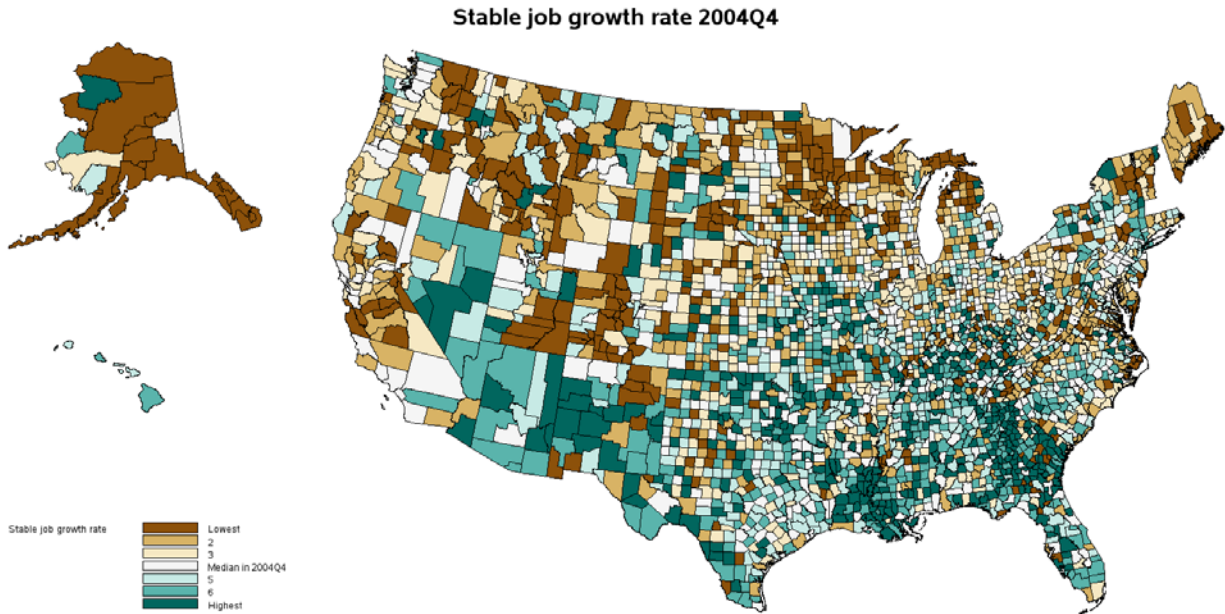 Stable job growth rate 2004Q4
Stable job growth rate
Lowest
2
3
Median in 2004Q4
5
6
Highest